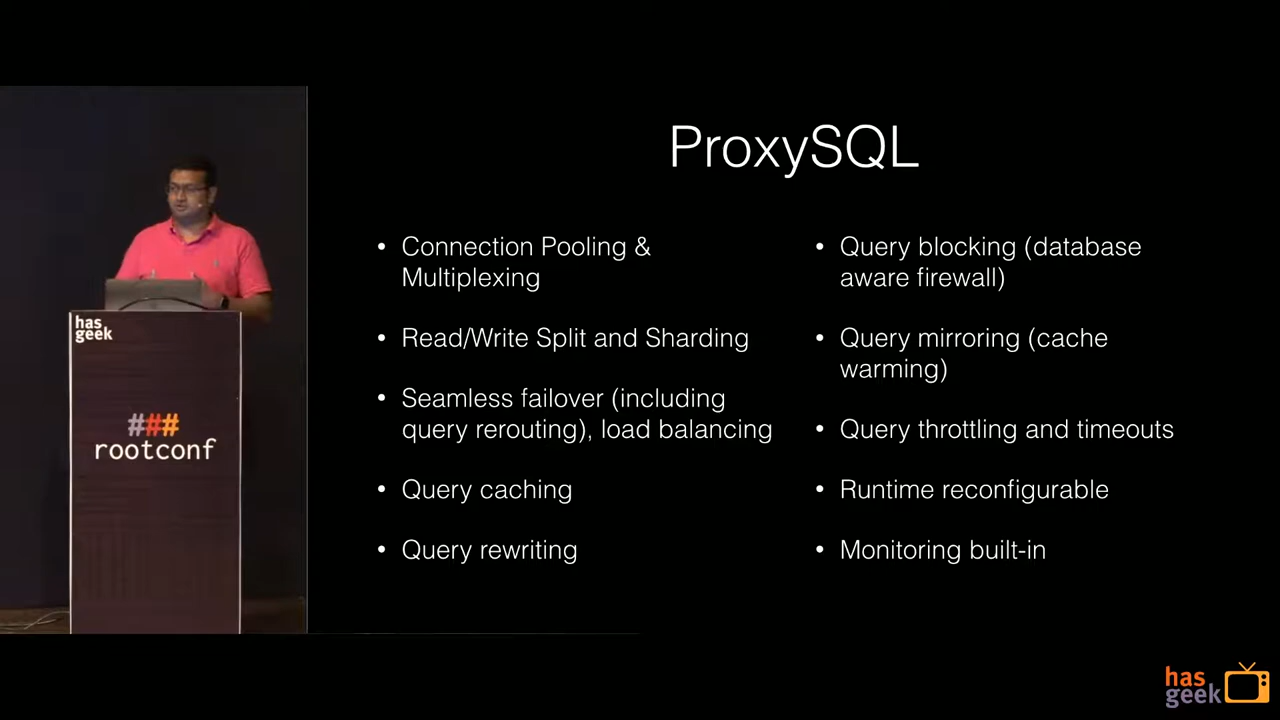 ProxySQL
• Connection Pooling &
Multiplexing
• Read/Write Split and Sharding
• Seamless failover (including
query rerouting), load balancing
• Query caching
• Query rewriting
• Query blocking (database
aware firewall)
• Query mirroring (cache
warming)
• Query throttling and timeouts
• Runtime reconfigurable
• Monitoring built-in
has
geek
###
rootconf
has
geek